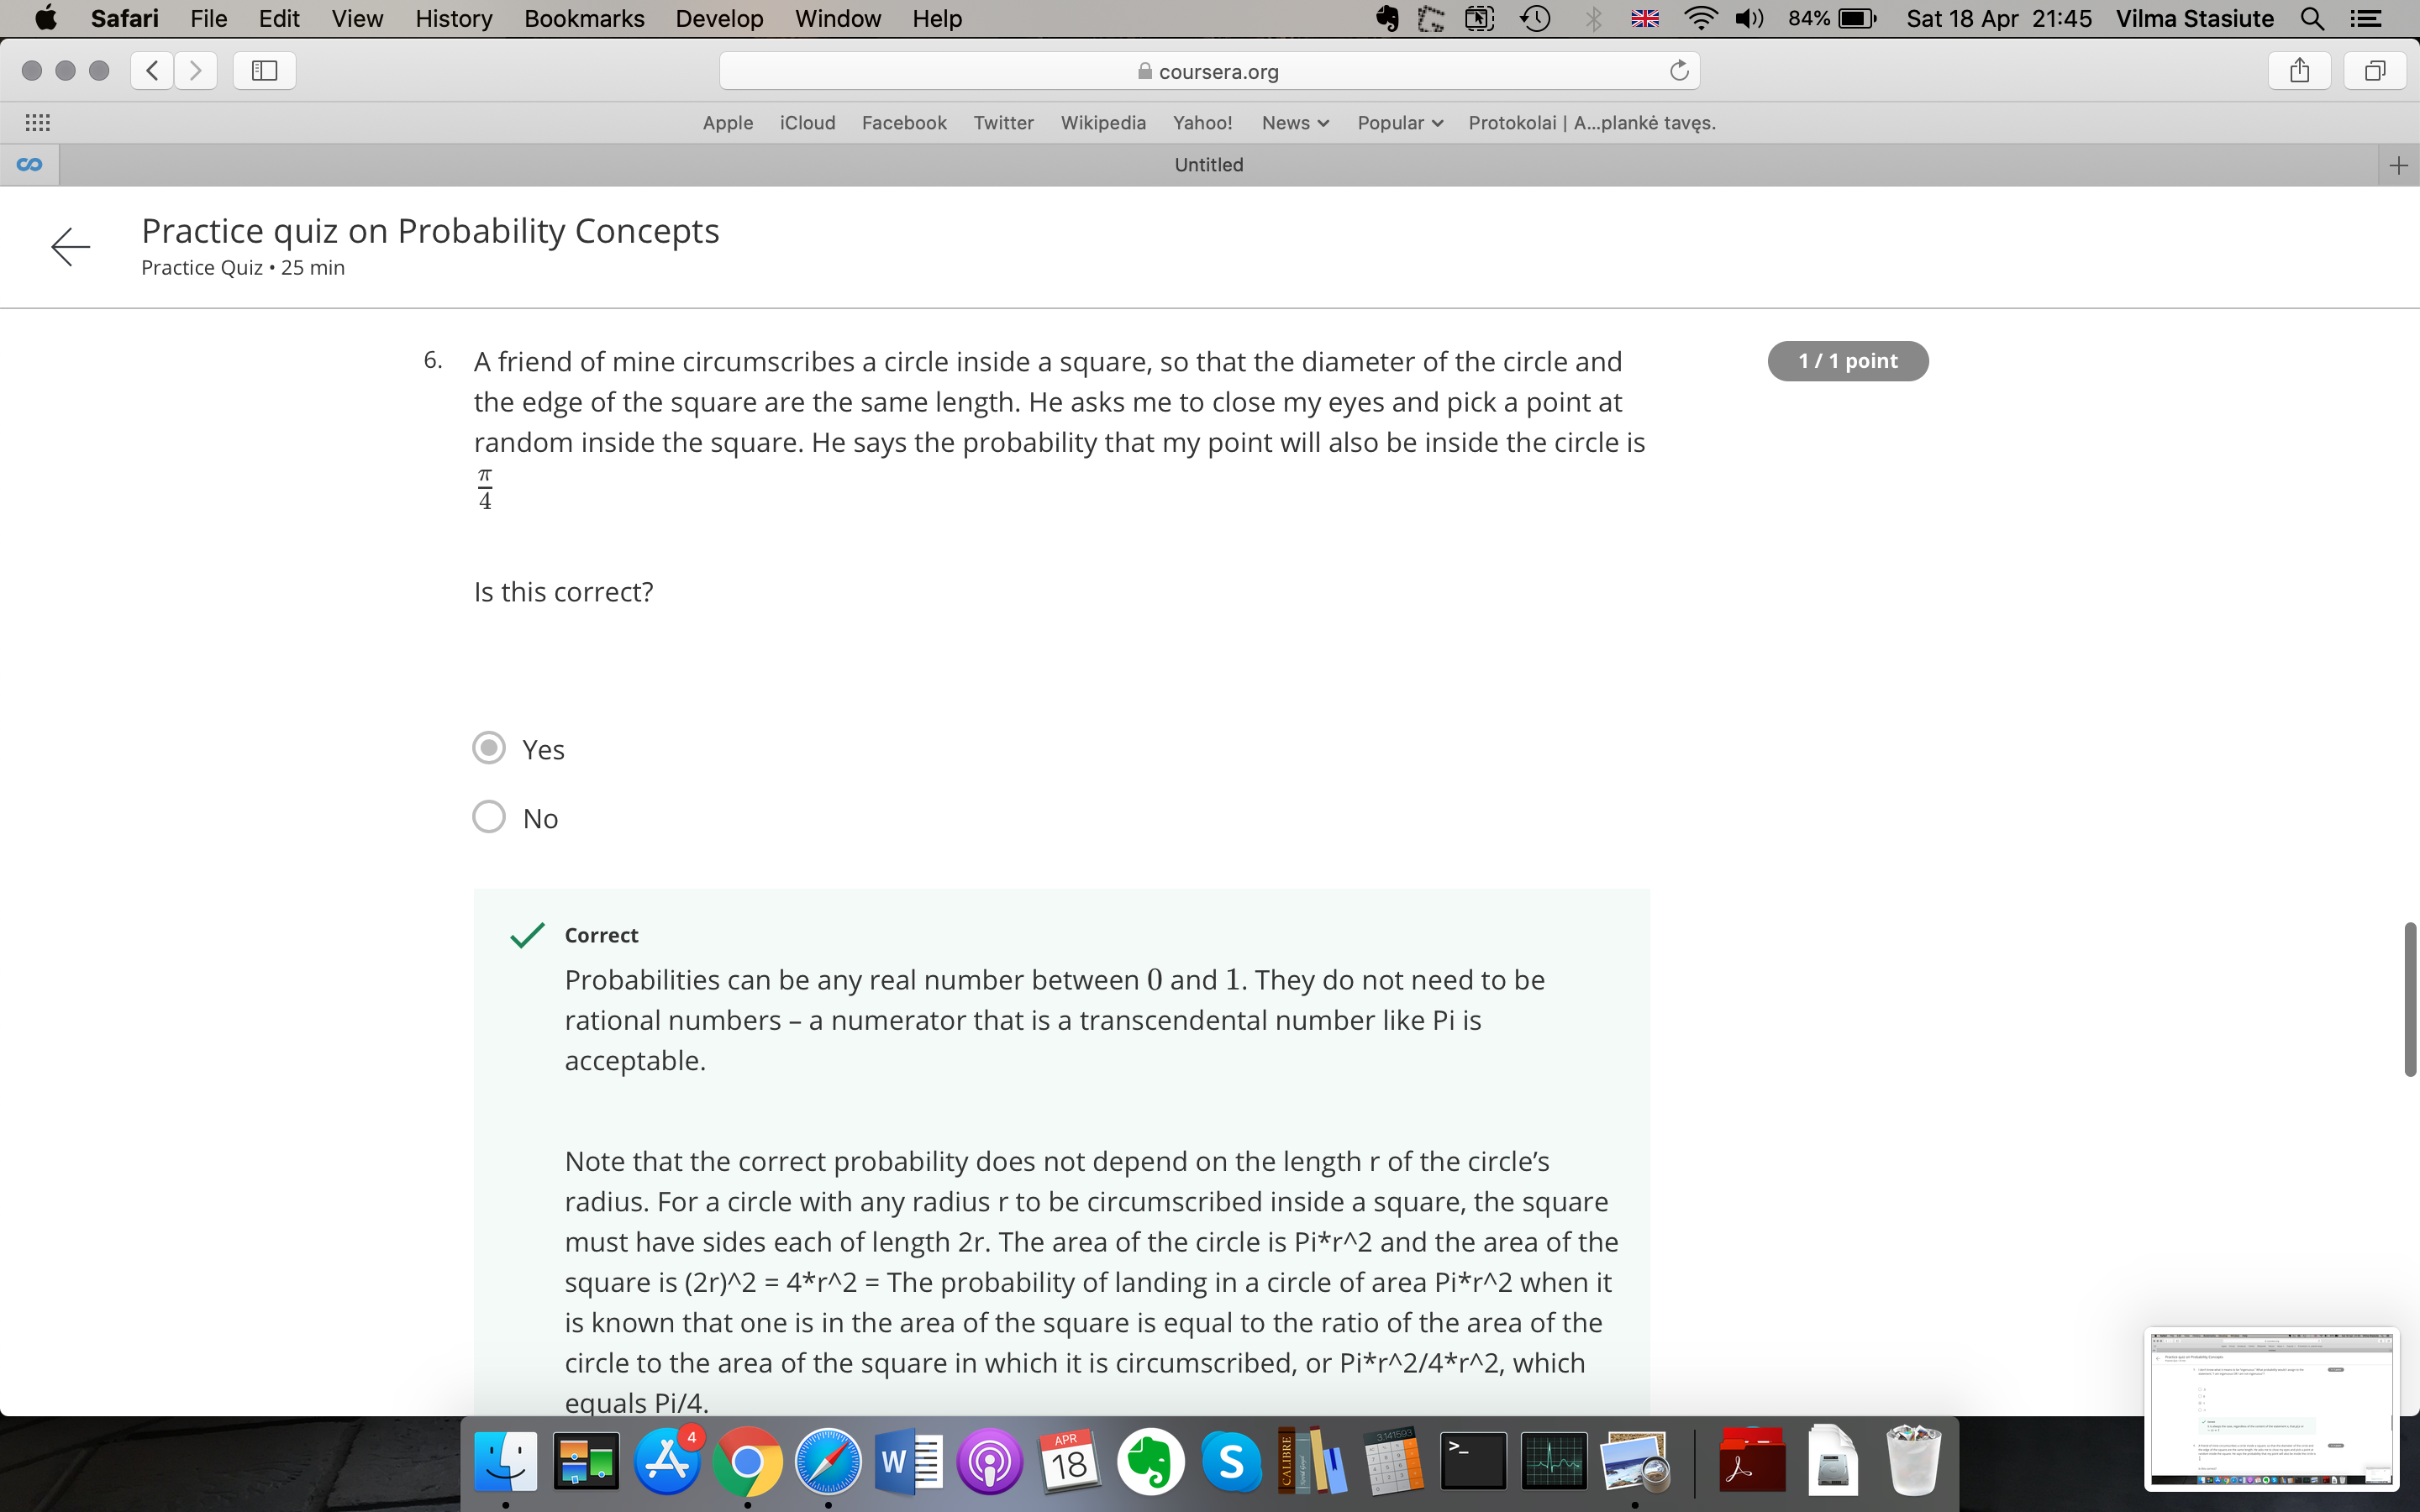 Safari File Edit View History Bookmarks Develop Window Help 84% Sat 18 Apr 21:45 Vilma Stasiute
coursera.org
Apple iCloud Facebook Twitter Wikipedia Yahoo! News Popular Protokolai | A...plankė tavęs.
Untitled
Practice quiz on Probability Concepts
Practice Quiz • 25 min
6. A friend of mine circumscribes a circle inside a square, so that the diameter of the circle and 1 / 1 point
the edge of the square are the same length. He asks me to close my eyes and pick a point at
random inside the square. He says the probability that my point will also be inside the circle is
π
4
Is this correct?
Yes
No
Correct
Probabilities can be any real number between 0 and 1. They do not need to be
rational numbers – a numerator that is a transcendental number like Pi is
acceptable.
Note that the correct probability does not depend on the length r of the circle’s
radius. For a circle with any radius r to be circumscribed inside a square, the square
must have sides each of length 2r. The area of the circle is Pi*r^2 and the area of the
square is (2r)^2 = 4*r^2 = The probability of landing in a circle of area Pi*r^2 when it
is known that one is in the area of the square is equal to the ratio of the area of the
circle to the area of the square in which it is circumscribed, or Pi*r^2/4*r^2, which
equals Pi/4.
4
W
APR
18
S
CALIBRE
3.141593
>_